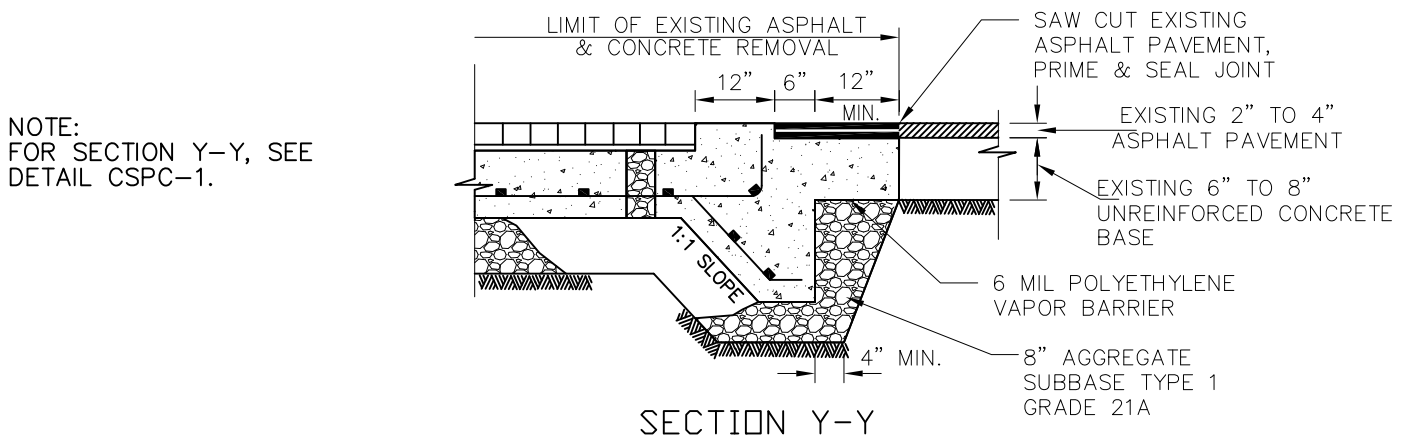 LIMIT OF EXISTING ASPHALT
& CONCRETE REMOVAL
SAW CUT EXISTING
ASPHALT PAVEMENT,
PRIME & SEAL JOINT
12”
6”
12”
MIN.
NOTE:
FOR SECTION Y-Y, SEE
DETAIL CSPC-1.
EXISTING 2” TO 4”
ASPHALT PAVEMENT
EXISTING 6” TO 8”
UNREINFORCED CONCRETE
BASE
1:1 SLOPE
6 MIL POLYETHYLENE
VAPOR BARRIER
4” MIN.
8” AGGREGATE
SUBBASE TYPE 1
GRADE 21A
SECTION Y-Y